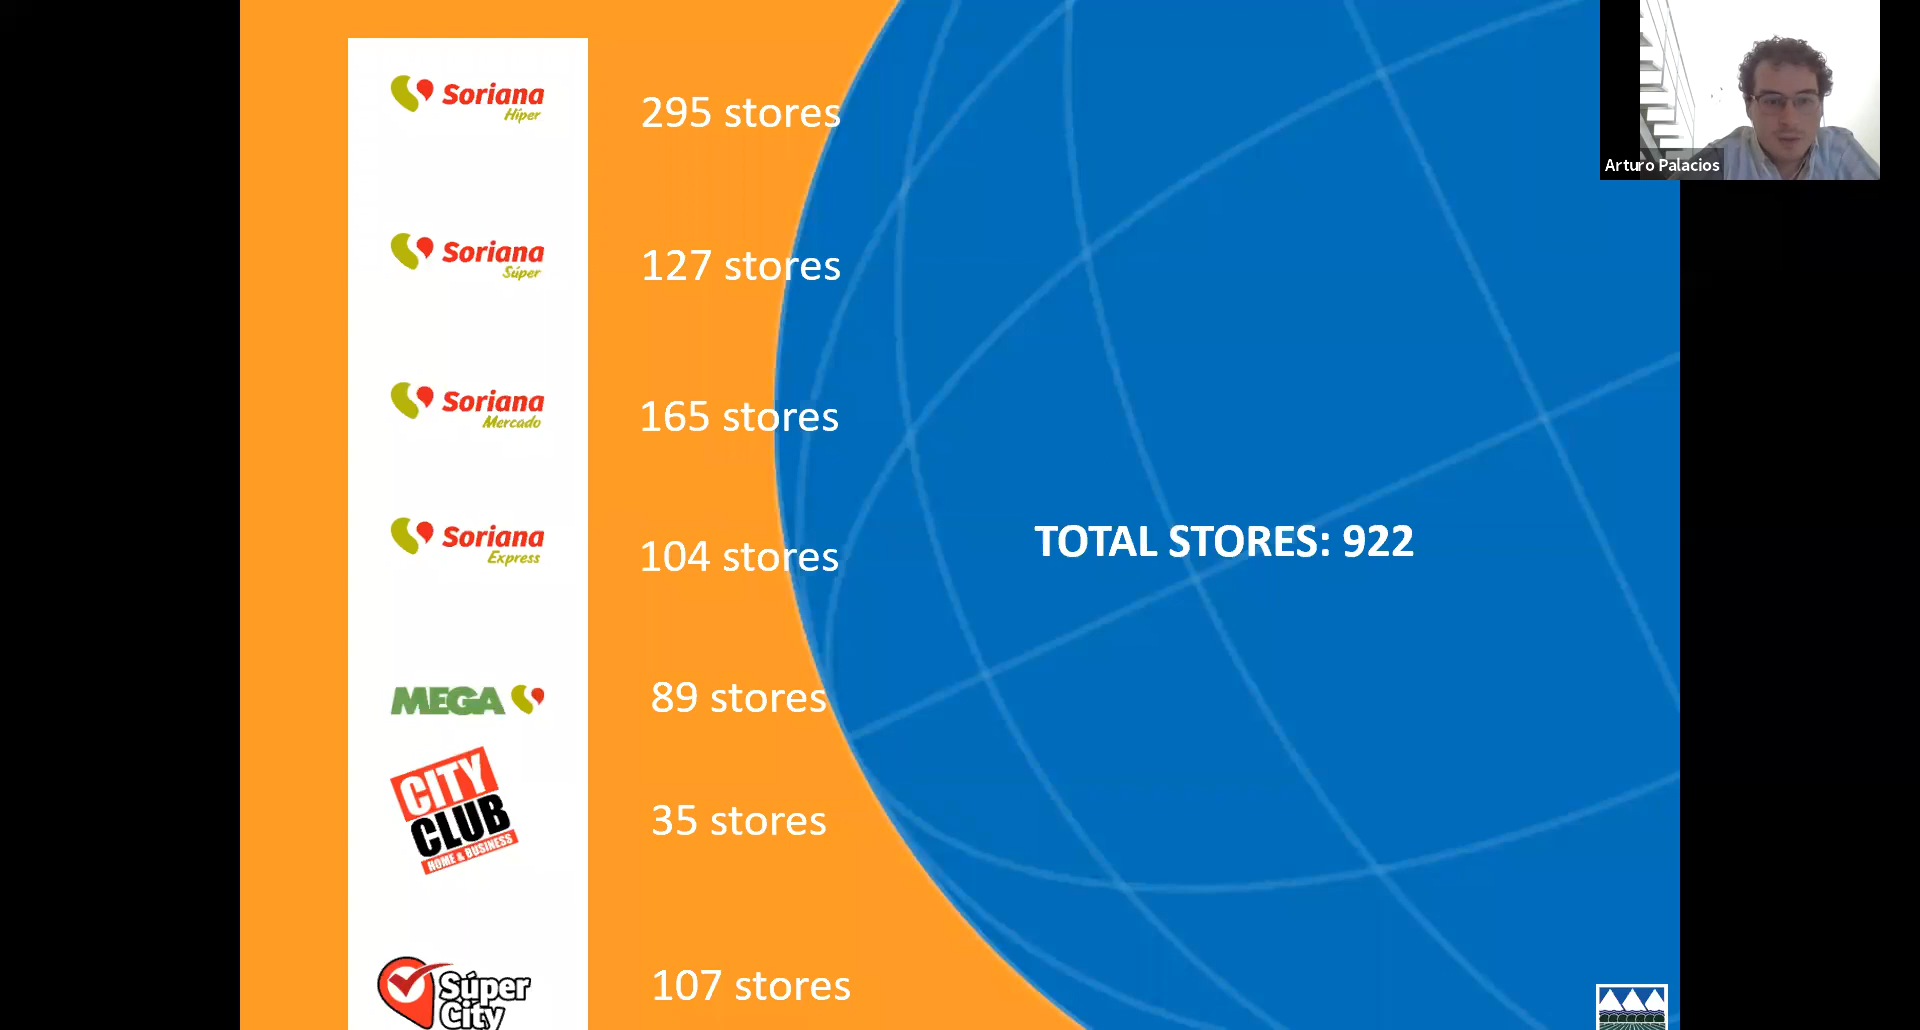 Soriana
Híper
295 stores
Arturo Palacios
Soriana
Súper
127 stores
Soriana
Mercado
165 stores
Soriana
Express
104 stores
TOTAL STORES: 922
MEGA
89 stores
CITY
CLUB
HOME & BUSINESS
35 stores
Súper
City
107 stores